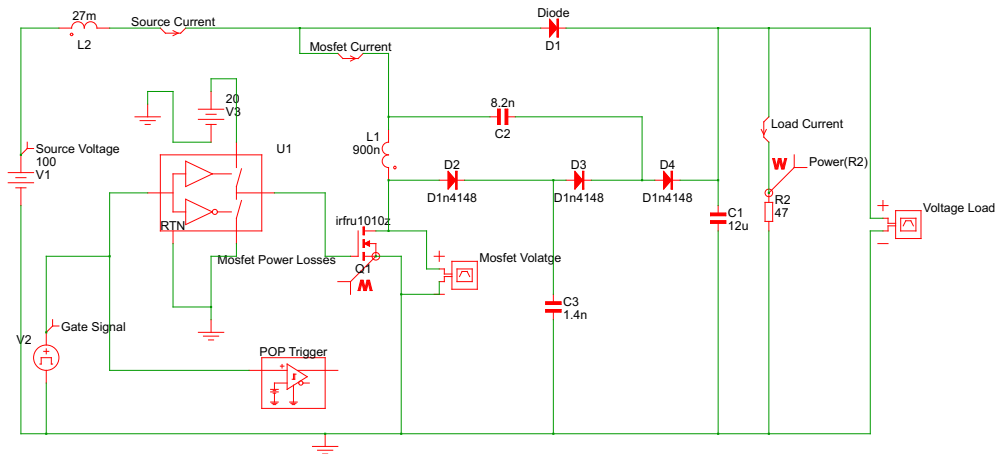 27m
L2
Source Current
Diode
D1
Mosfet Current
20
V3
8.2n
C2
Load Current
Source Voltage
100
V1
U1
L1
900n
Power(R2)
D2
D1n4148
D3
D1n4148
D4
D1n4148
R2
47
C1
12u
Voltage Load
RTN
irfru1010z
Mosfet Power Losses
Q1
Mosfet Volatge
C3
1.4n
Gate Signal
V2
POP Trigger